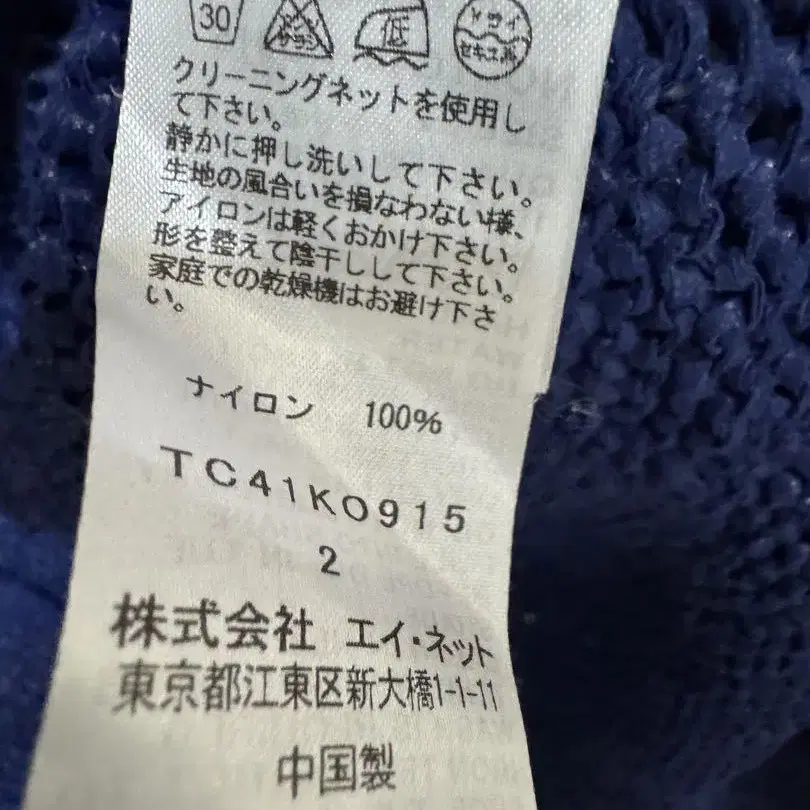 30
エンソ
サラシ
低
ドライ
セキユ系
クリーニングネットを使用し
て下さい。
静かに押し洗いして下さい。
生地の風合いを損なわない様、
アイロンは軽くおかけ下さい。
形を整えて陰干しして下さい。
家庭での乾燥機はお避け下さ
い。
ナイロン 100%
TC41K0915
2
株式会社 エイ・ネット
東京都江東区新大橋1-1-11
中国製